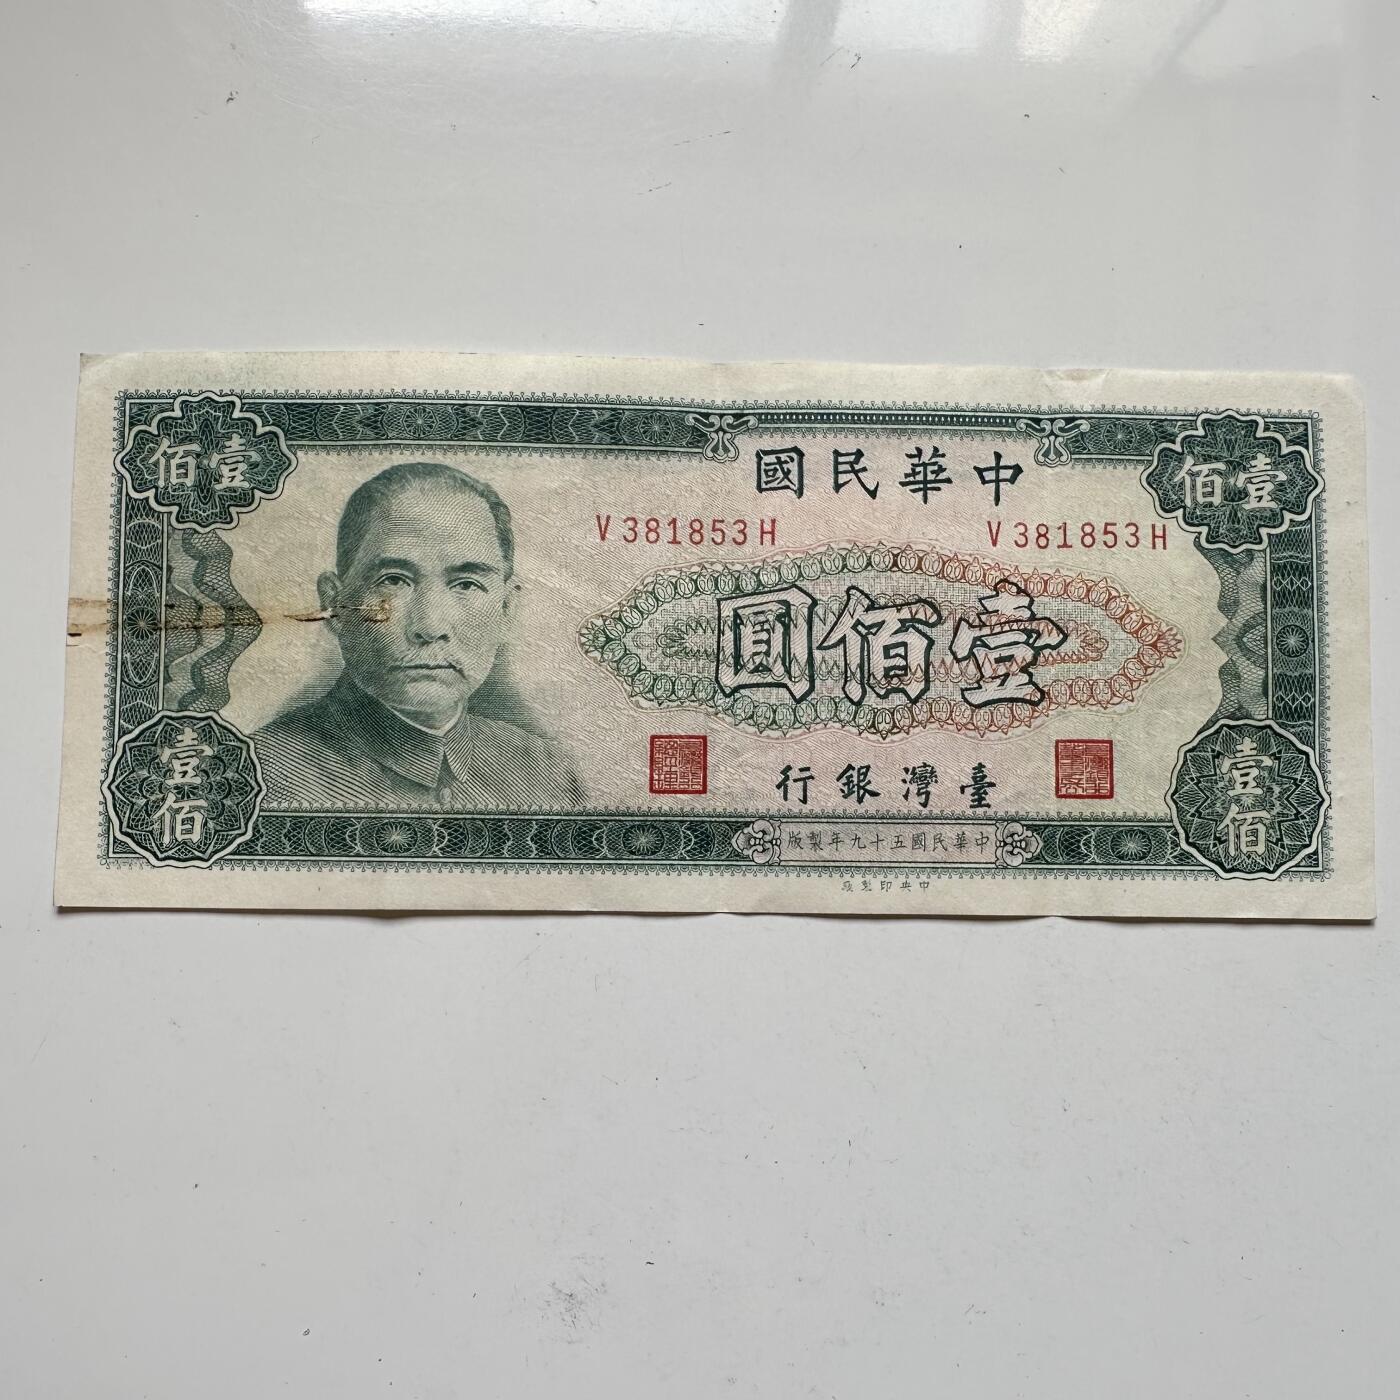 壹佰
中華民國
壹佰
V381853H
V381853H
壹佰圓
臺灣銀行
壹佰
壹佰
中華民國五十九年製版
中央印製廠